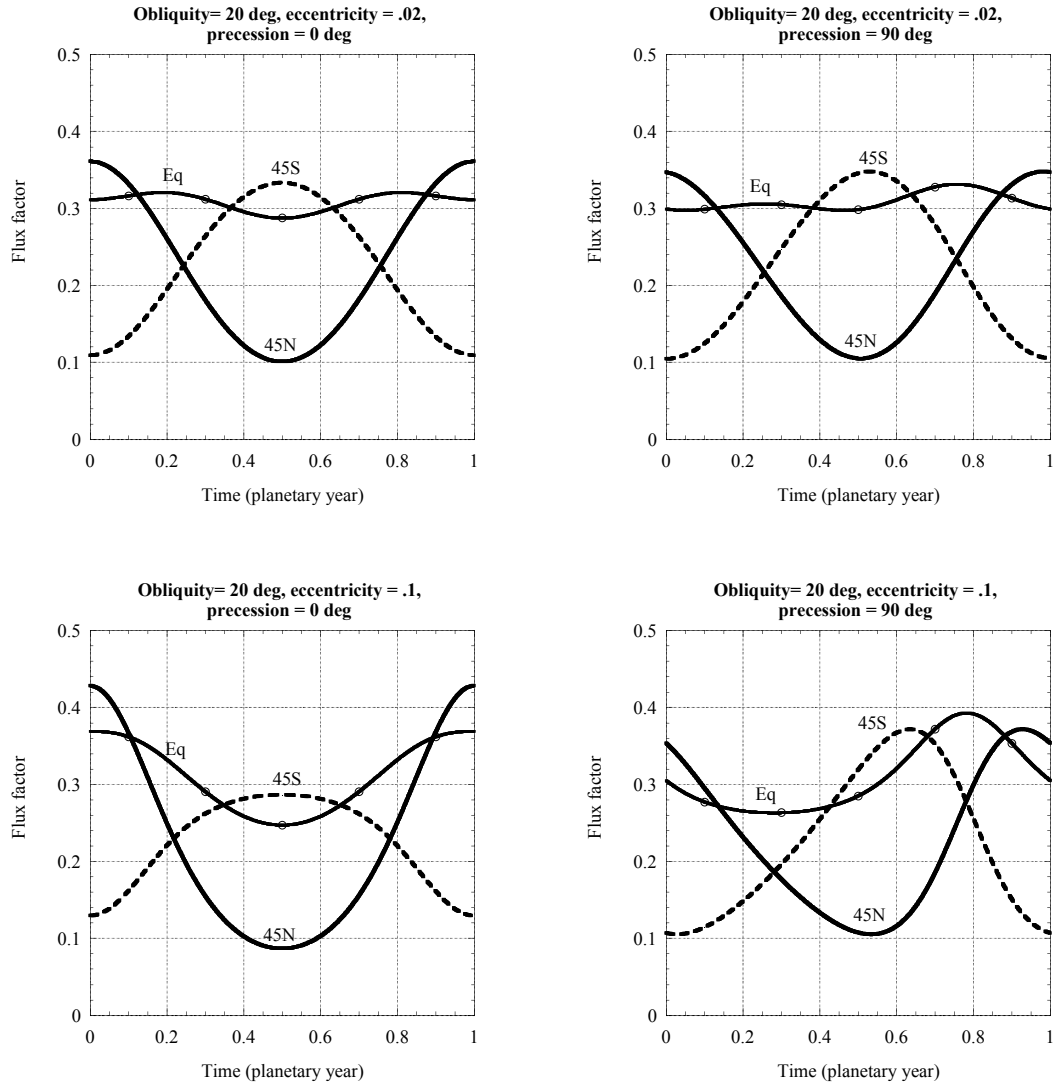 Obliquity= 20 deg, eccentricity = .02,
precession = 0 deg
0.5
0.4
0.3
0.2
0.1
0
Flux factor
Eq
45S
45N
0 0.2 0.4 0.6 0.8 1
Time (planetary year)
Obliquity= 20 deg, eccentricity = .02,
precession = 90 deg
0.5
0.4
0.3
0.2
0.1
0
Flux factor
Eq
45S
45N
0 0.2 0.4 0.6 0.8 1
Time (planetary year)
Obliquity= 20 deg, eccentricity = .1,
precession = 0 deg
0.5
0.4
0.3
0.2
0.1
0
Flux factor
Eq
45S
45N
0 0.2 0.4 0.6 0.8 1
Time (planetary year)
Obliquity= 20 deg, eccentricity = .1,
precession = 90 deg
0.5
0.4
0.3
0.2
0.1
0
Flux factor
45S
Eq
45N
0 0.2 0.4 0.6 0.8 1
Time (planetary year)